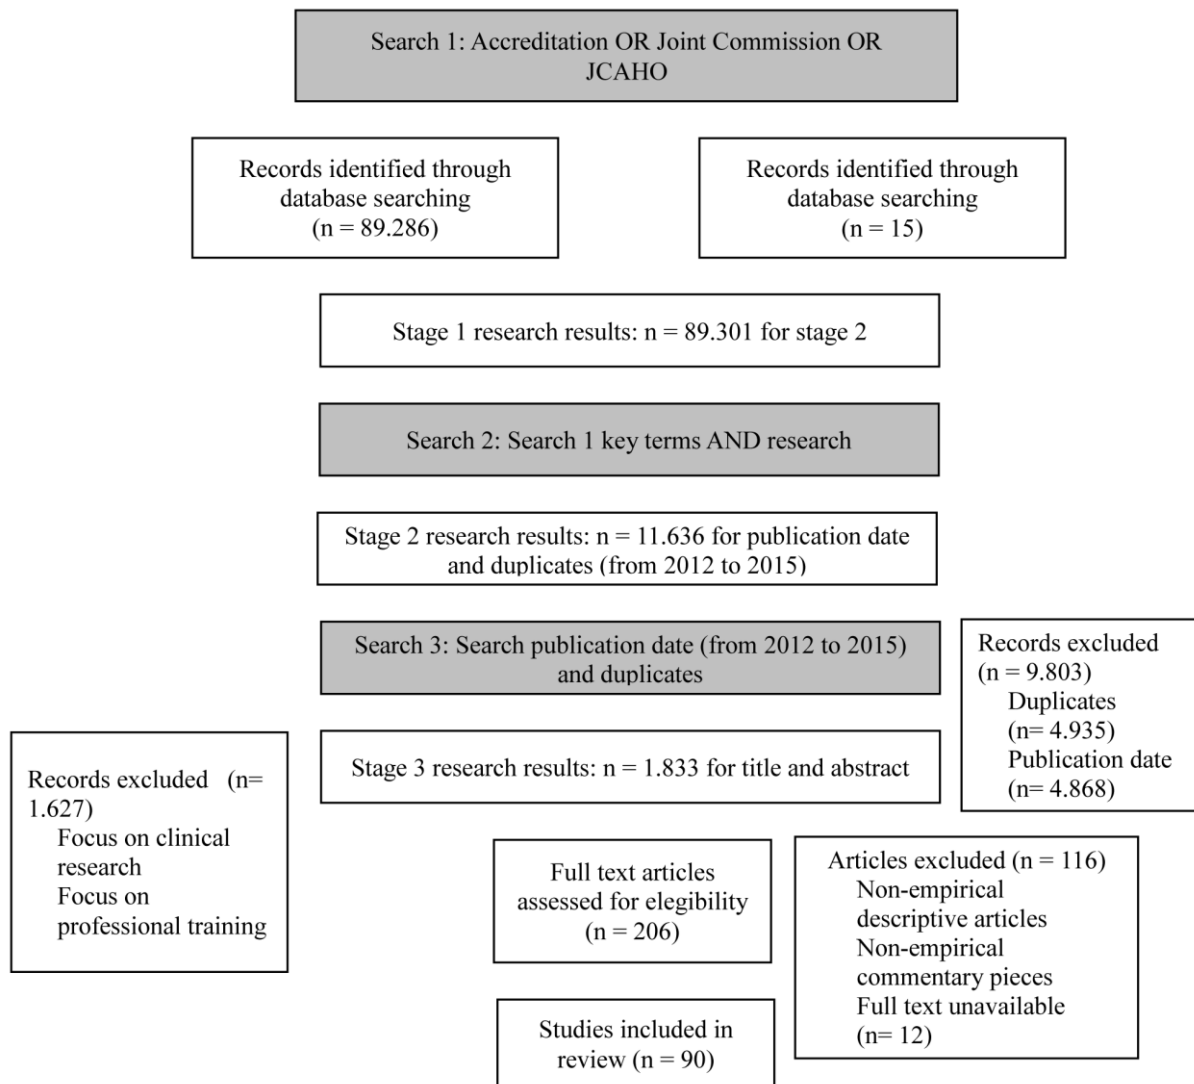 Search 1: Accreditation OR Joint Commission OR
JCAHO
Records identified through
database searching
(n = 89.286)
Records identified through
database searching
(n = 15)
Stage 1 research results: n = 89.301 for stage 2
Search 2: Search 1 key terms AND research
Stage 2 research results: n = 11.636 for publication date
and duplicates (from 2012 to 2015)
Search 3: Search publication date (from 2012 to 2015)
and duplicates
Records excluded
(n = 9.803)
Duplicates
(n= 4.935)
Publication date
(n= 4.868)
Stage 3 research results: n = 1.833 for title and abstract
Records excluded (n=
1.627)
Focus on clinical
research
Focus on
professional training
Full text articles
assessed for elegibility
(n = 206)
Articles excluded (n = 116)
Non-empirical
descriptive articles
Non-empirical
commentary pieces
Full text unavailable
(n= 12)
Studies included in
review (n = 90)